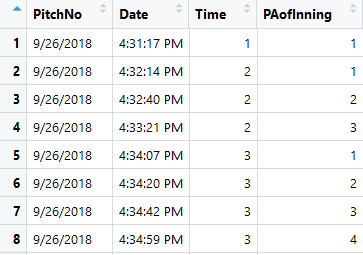 PitchNo Date Time PAofInning
1 9/26/2018 4:31:17 PM 1 1
2 9/26/2018 4:32:14 PM 2 1
3 9/26/2018 4:32:40 PM 2 2
4 9/26/2018 4:33:21 PM 2 3
5 9/26/2018 4:34:07 PM 3 1
6 9/26/2018 4:34:20 PM 3 2
7 9/26/2018 4:34:42 PM 3 3
8 9/26/2018 4:34:59 PM 3 4